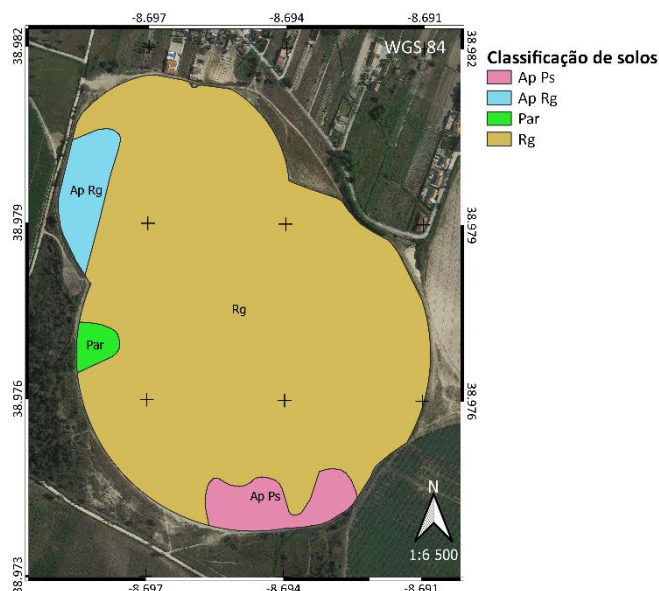 -8.697 -8.694 -8.691
38.982 WGS 84 38.982
Classificação de solos
Ap Ps
Ap Rg
Par
Rg
Ap Rg
38.979 38.979
Rg
Par
38.976 38.976
Ap Ps
N
1:6 500
38.973
-8.697 -8.694 -8.691